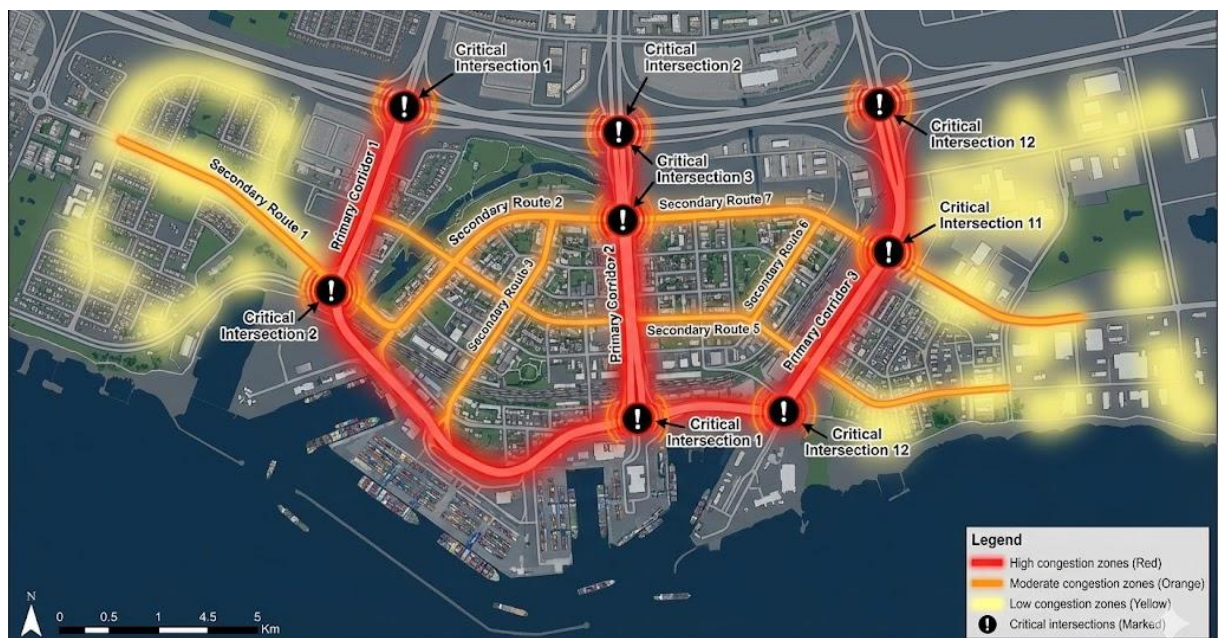 Critical
Intersection 1
Critical
Intersection 2
Critical
Intersection 12
Primary Corridor 1
Critical
Intersection 3
Secondary Route 1
Secondary Route 2
Secondary Route 7
Critical
Intersection 11
Secondary Route 3
Secondary Route 6
Primary Corridor 2
Primary Corridor 3
Critical
Intersection 2
Secondary Route 5
Critical
Intersection 1
Critical
Intersection 12
Legend
High congestion zones (Red)
Moderate congestion zones (Orange)
Low congestion zones (Yellow)
! Critical intersections (Marked)
N
0 0.5 1 4.5 5
Km